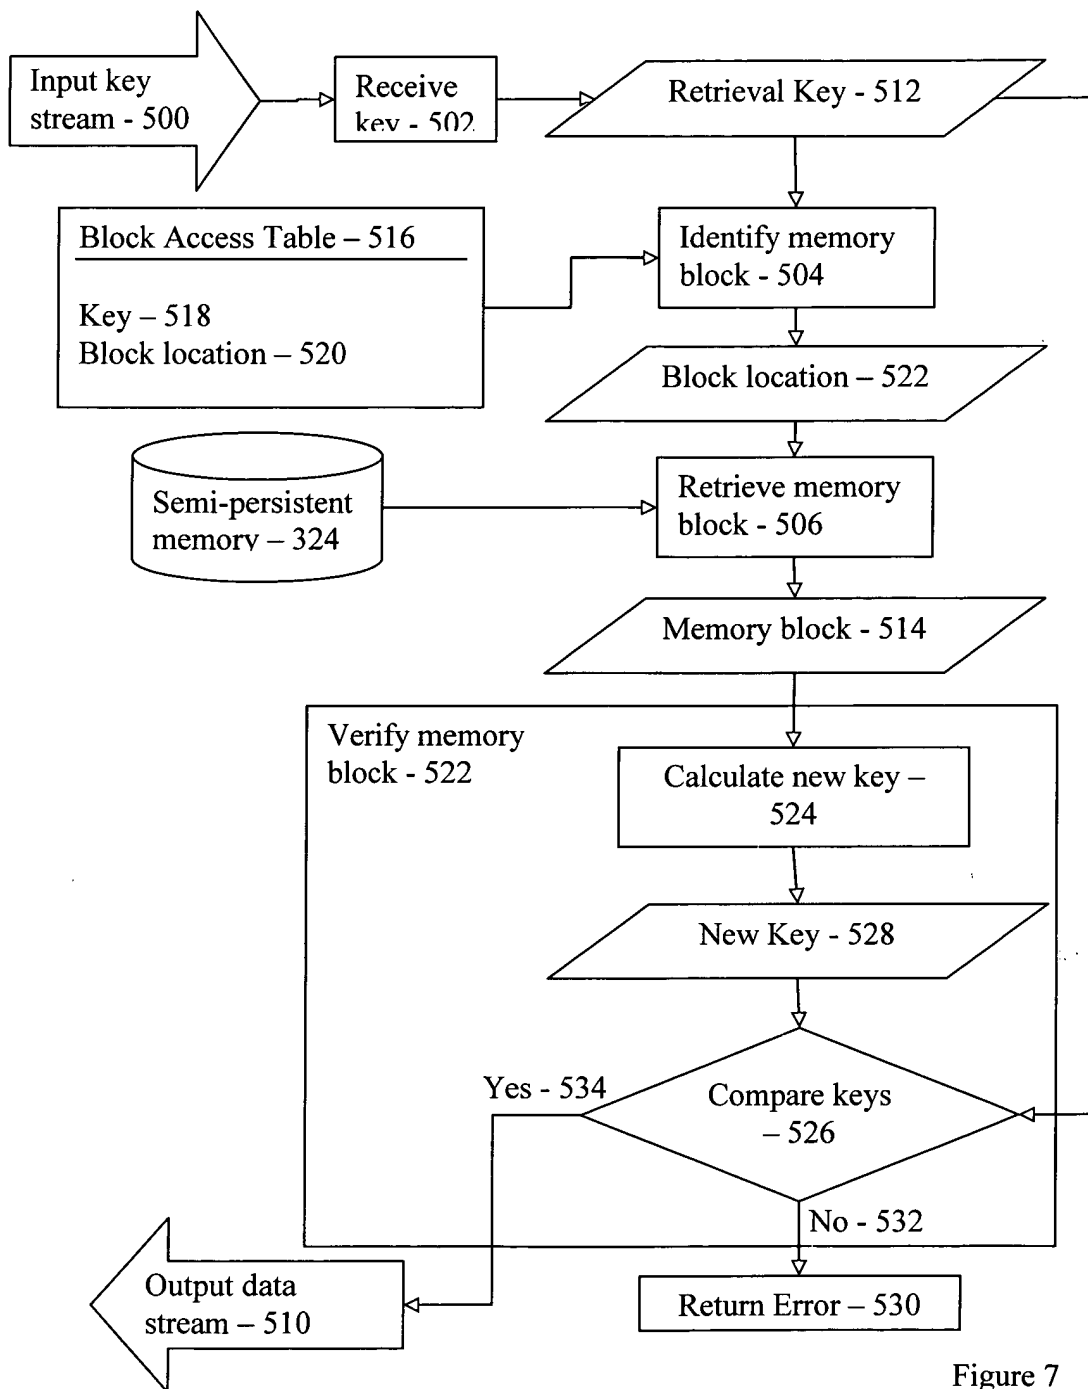 Input key
stream - 500
Receive
key - 502
Retrieval Key - 512
Block Access Table – 516
Key – 518
Block location – 520
Identify memory
block - 504
Block location – 522
Semi-persistent
memory – 324
Retrieve memory
block - 506
Memory block - 514
Verify memory
block - 522
Calculate new key –
524
New Key - 528
Yes - 534
Compare keys
– 526
No - 532
Output data
stream – 510
Return Error – 530
Figure 7